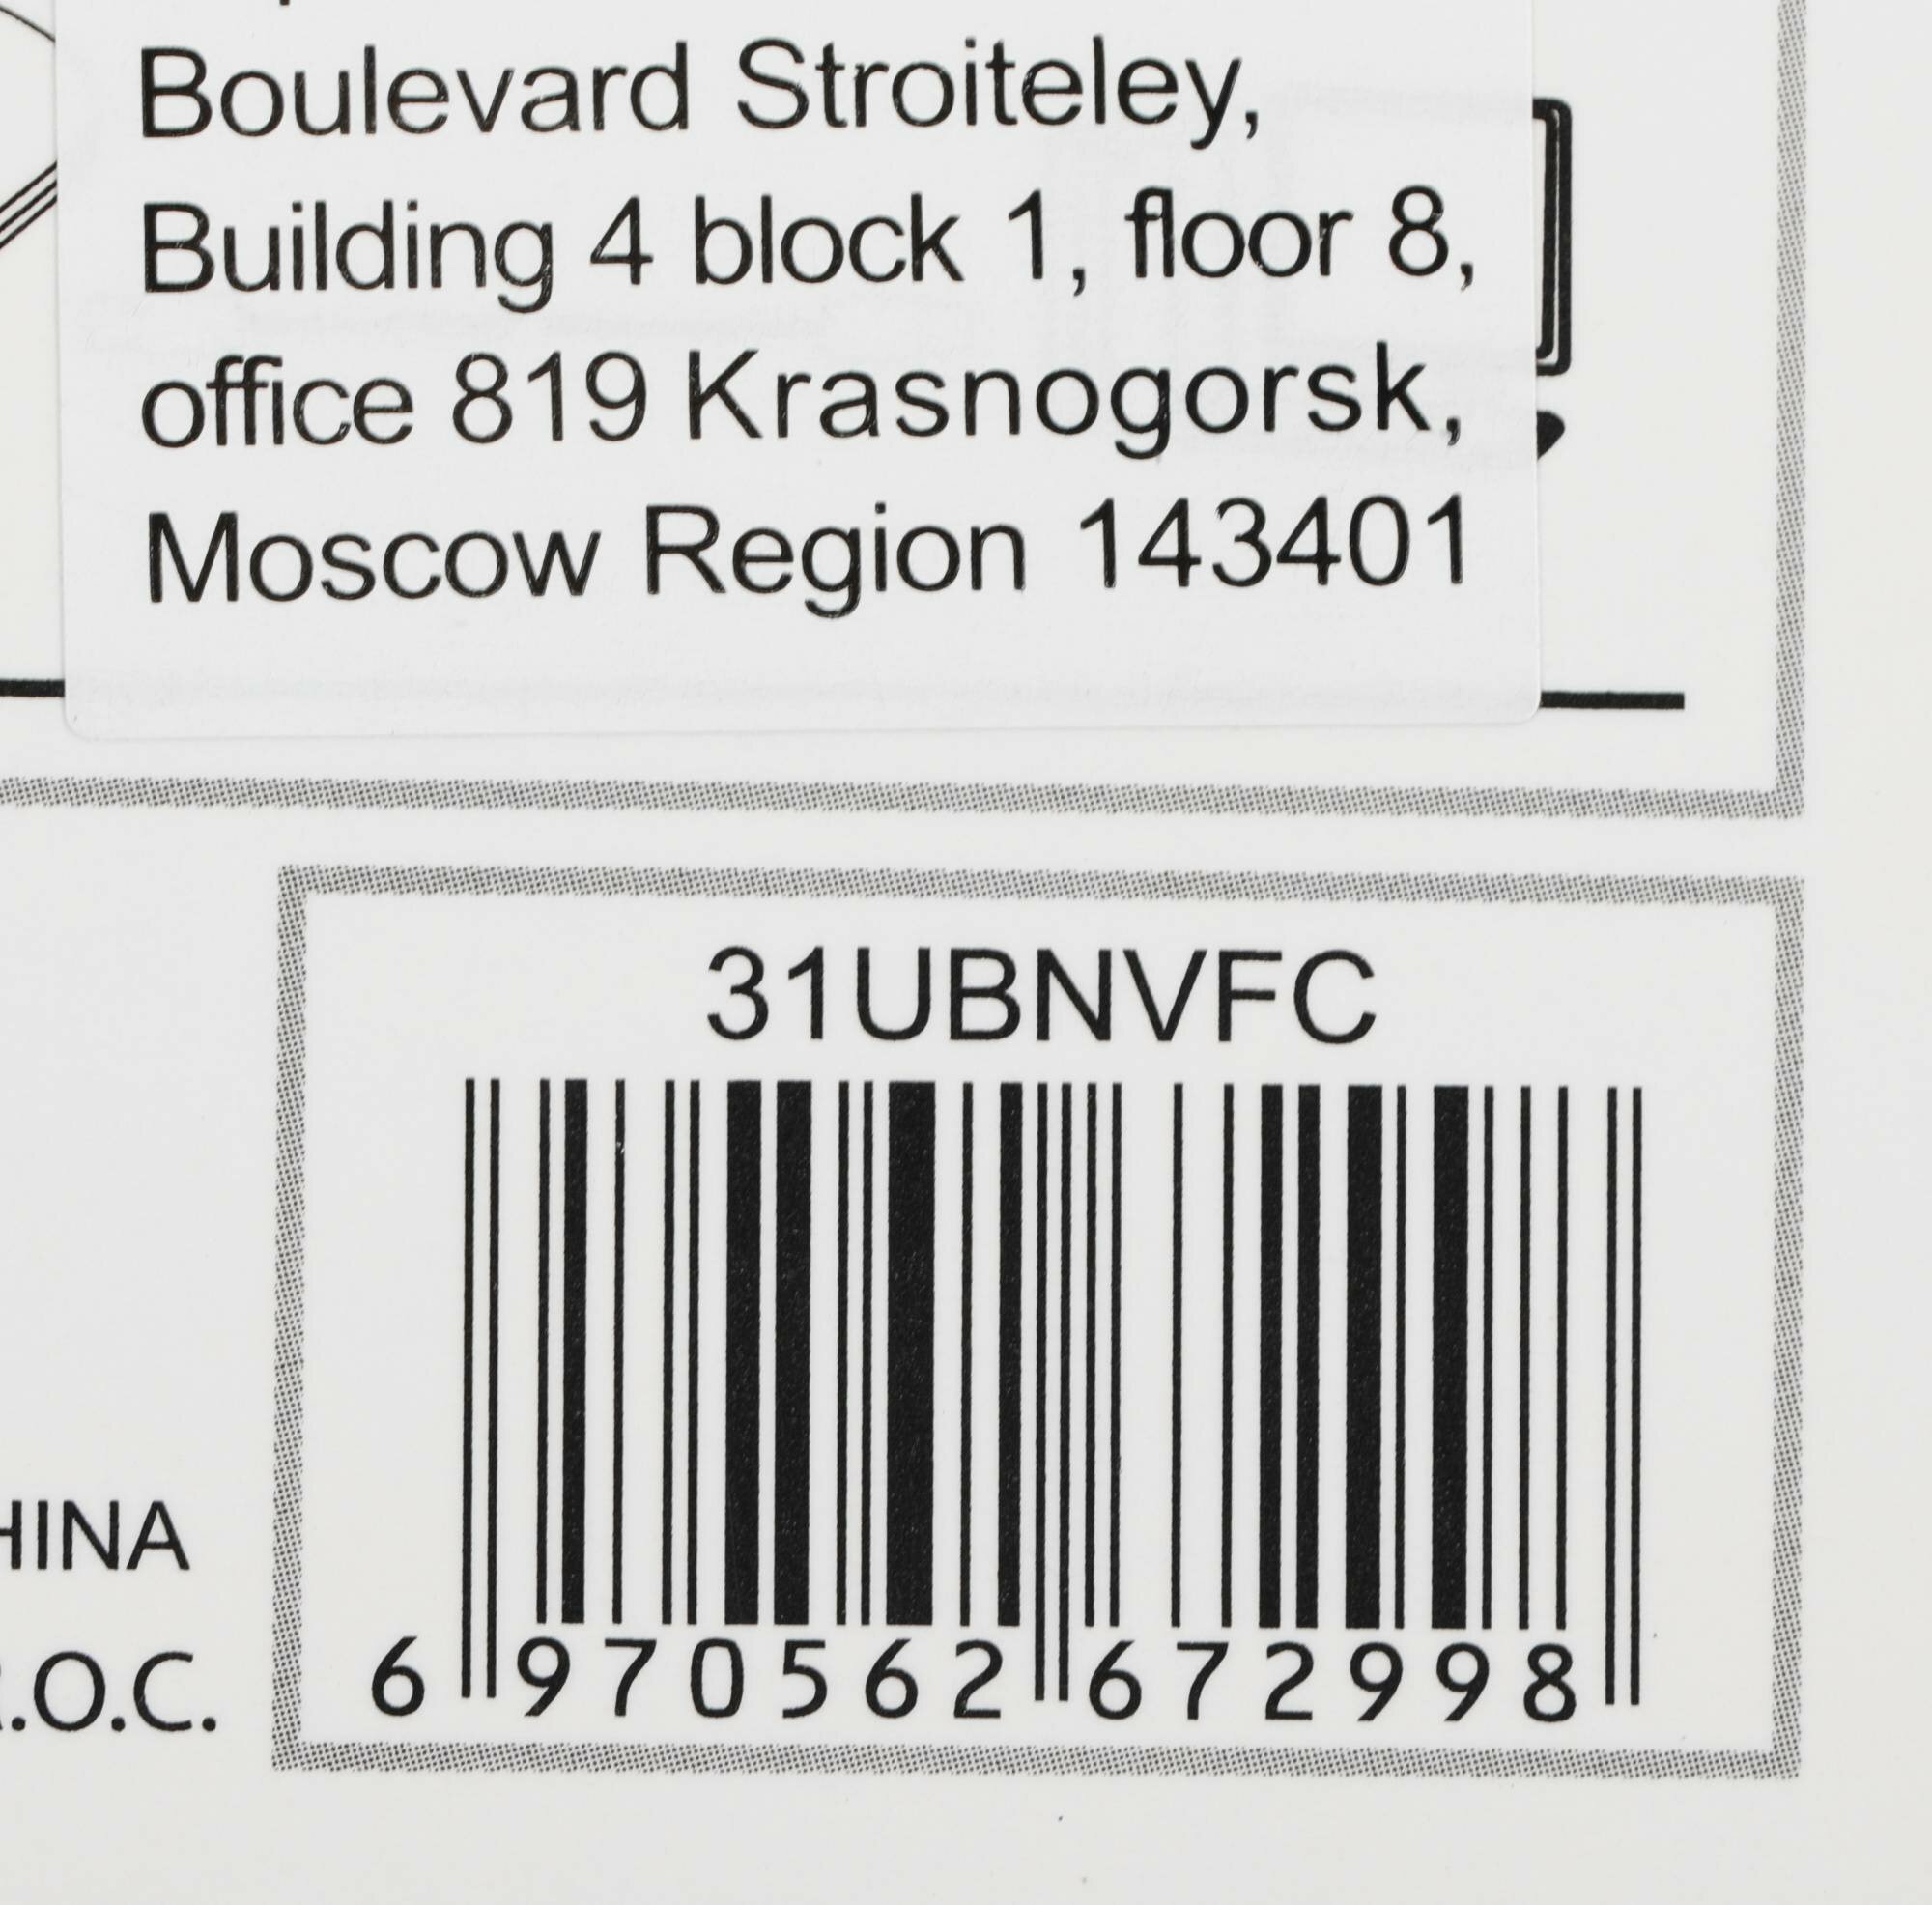 Boulevard Stroiteley,
Building 4 block 1, floor 8,
office 819 Krasnogorsk,
Moscow Region 143401
31UBNVFC
HINA
.O.C.
6 970562 672998